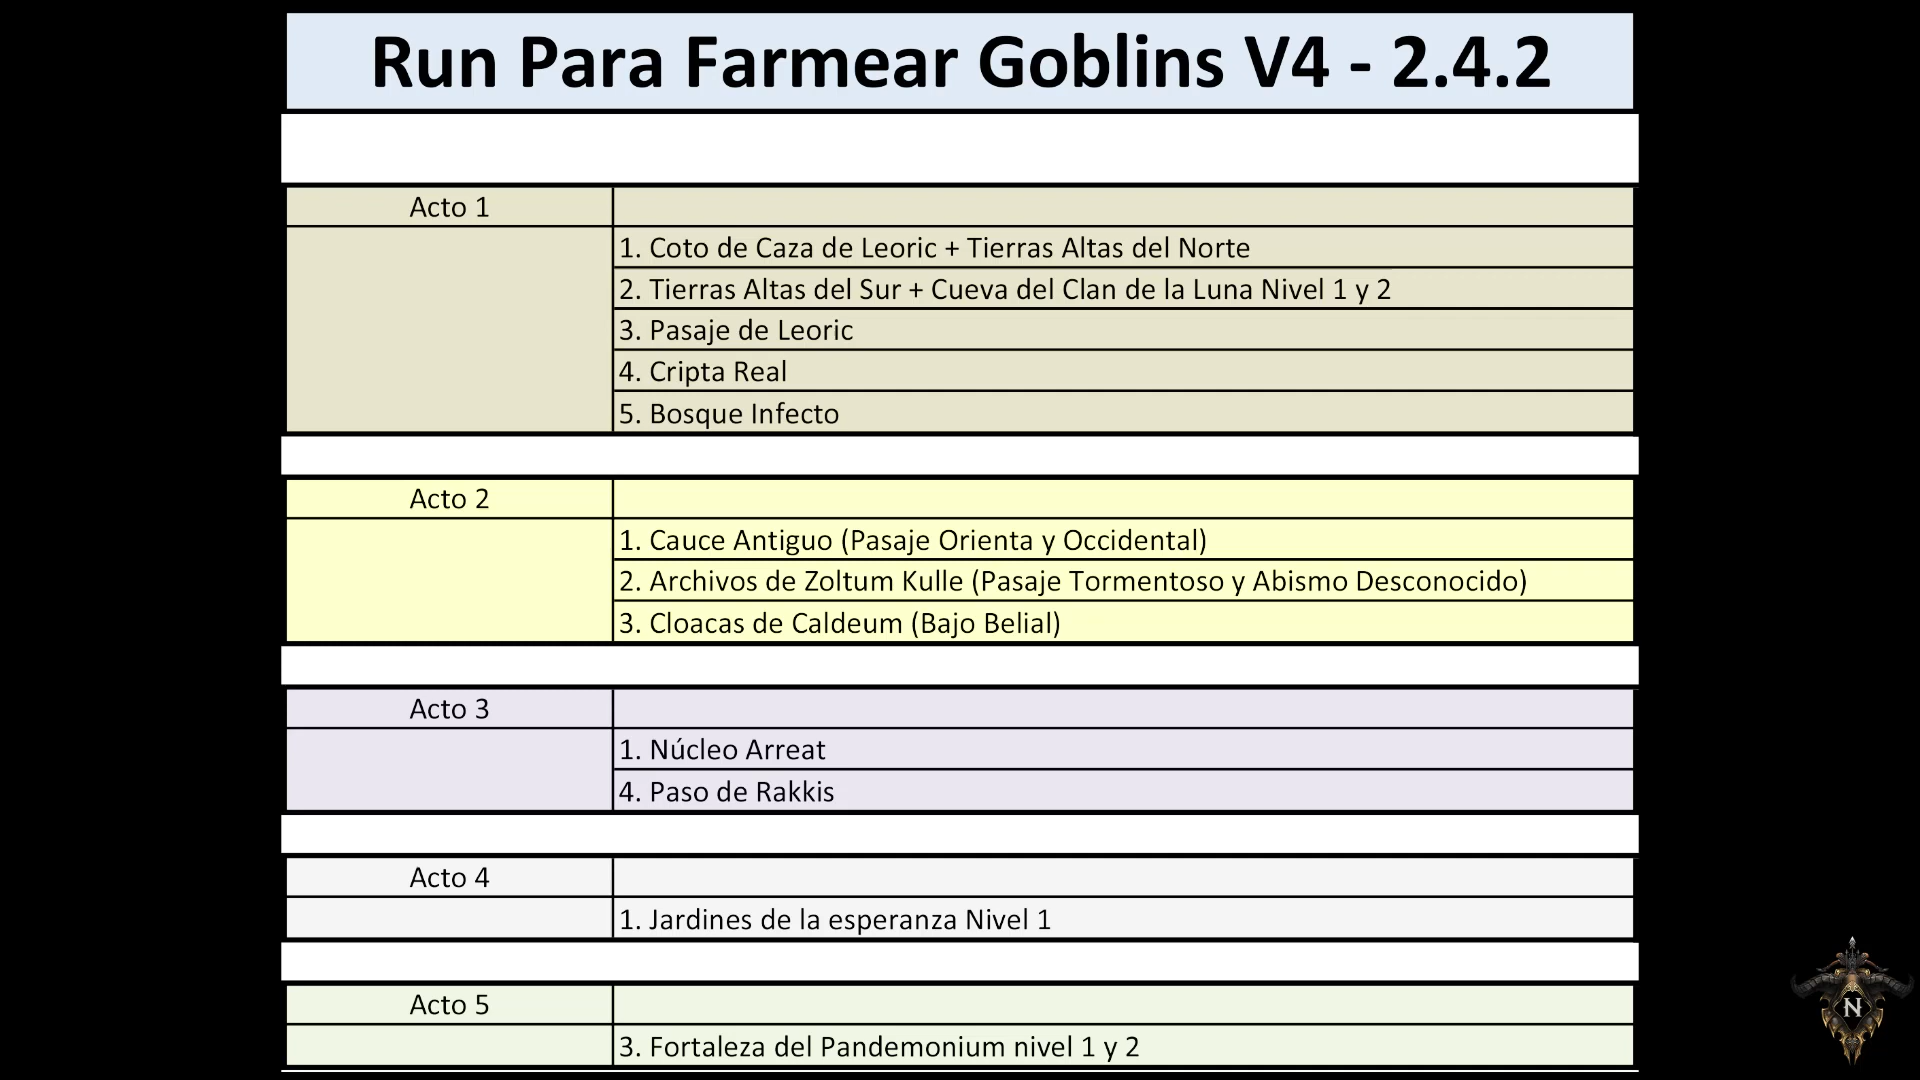 Run Para Farmear Goblins V4 - 2.4.2
Acto 1
1. Coto de Caza de Leoric + Tierras Altas del Norte
2. Tierras Altas del Sur + Cueva del Clan de la Luna Nivel 1 y 2
3. Pasaje de Leoric
4. Cripta Real
5. Bosque Infecto
Acto 2
1. Cauce Antiguo (Pasaje Orienta y Occidental)
2. Archivos de Zoltum Kulle (Pasaje Tormentoso y Abismo Desconocido)
3. Cloacas de Caldeum (Bajo Belial)
Acto 3
1. Núcleo Arreat
4. Paso de Rakkis
Acto 4
1. Jardines de la esperanza Nivel 1
Acto 5
3. Fortaleza del Pandemonium nivel 1 y 2
N